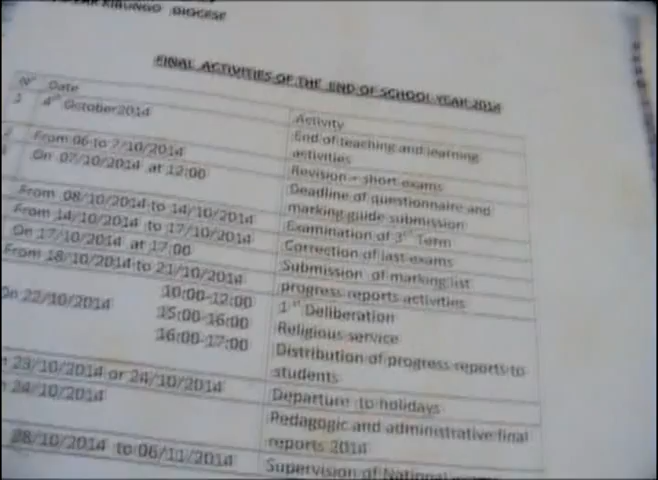 KIBUNGO DIOCESE
FINAL ACTIVITIES OF THE END OF SCHOOL YEAR 2014
N° Date Activity
1 4th October 2014 End of teaching and learning
activities
From 06 to 7/10/2014 Revision – short exams
On 07/10/2014 at 12:00 Deadline of questionnaire and
marking guide submission
From 08/10/2014 to 14/10/2014 Examination of 3rd Term
From 14/10/2014 to 17/10/2014 Correction of last exams
On 17/10/2014 at 17:00 Submission of marking list
From 18/10/2014 to 21/10/2014 progress reports activities
On 22/10/2014 10:00-12:00 1st Deliberation
15:00-16:00 Religious service
16:00-17:00 Distribution of progress reports to
students
23/10/2014 or 24/10/2014 Departure to holidays
24/10/2014 Pedagogic and administrative final
reports 2014
28/10/2014 to 06/11/2014 Supervision of National